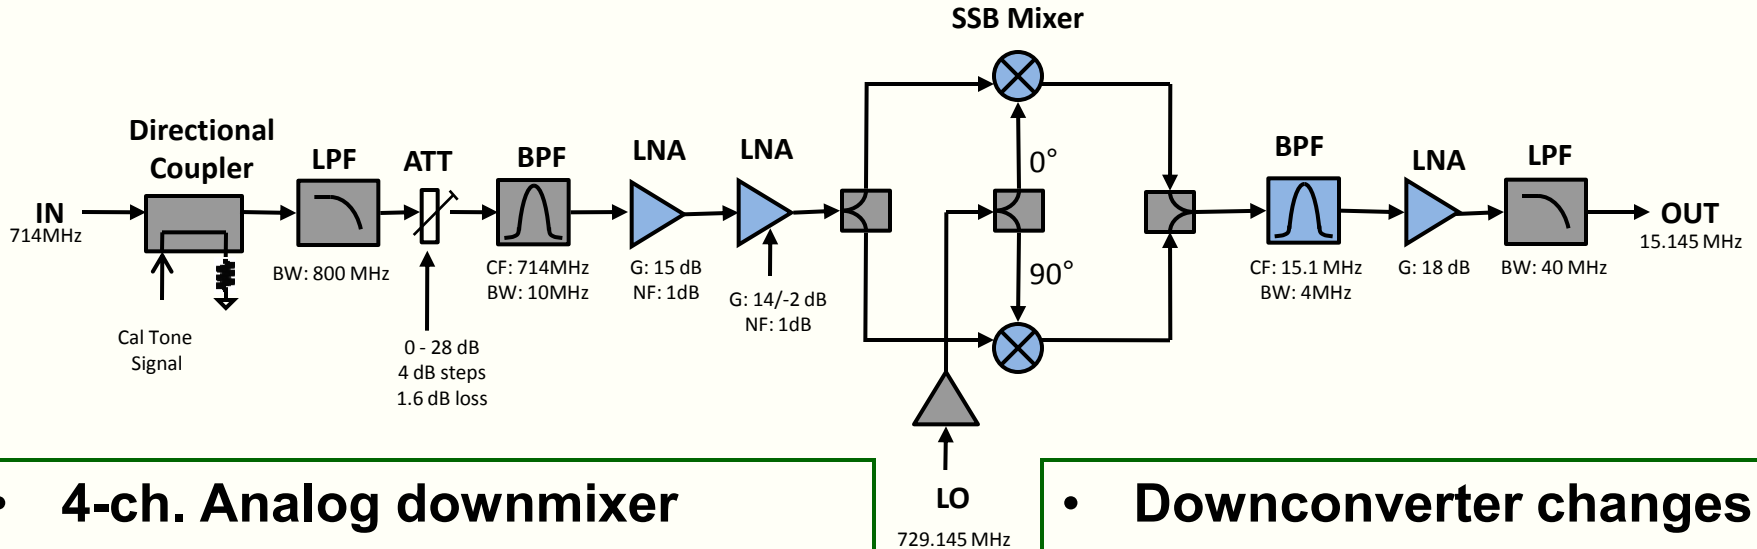 SSB Mixer
Directional
Coupler
LPF
ATT
BPF
LNA
LNA
0°
BPF
LNA
LPF
IN
714MHz
OUT
15.145 MHz
BW: 800 MHz
CF: 714MHz
BW: 10MHz
G: 15 dB
NF: 1dB
G: 14/-2 dB
NF: 1dB
90°
CF: 15.1 MHz
BW: 4MHz
G: 18 dB
BW: 40 MHz
Cal Tone
Signal
0 - 28 dB
4 dB steps
1.6 dB loss
LO
729.145 MHz
• 4-ch. Analog downmixer
• Downconverter changes